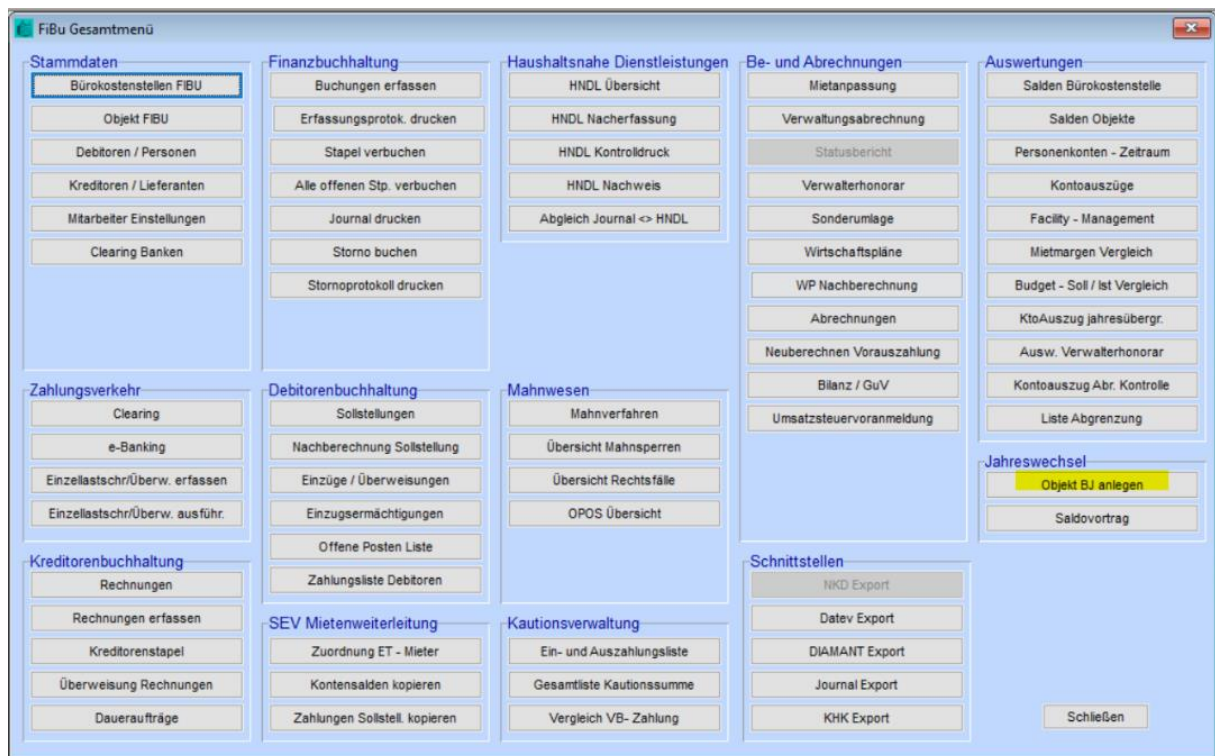 FiBu Gesamtmenü
Stammdaten
Bürokostenstellen FIBU
Objekt FIBU
Debitoren / Personen
Kreditoren / Lieferanten
Mitarbeiter Einstellungen
Clearing Banken
Finanzbuchhaltung
Buchungen erfassen
Erfassungsprotok. drucken
Stapel verbuchen
Alle offenen Stp. verbuchen
Journal drucken
Storno buchen
Stornoprotokoll drucken
Haushaltsnahe Dienstleistungen
HNDL Übersicht
HNDL Nacherfassung
HNDL Kontrolldruck
HNDL Nachweis
Abgleich Journal <> HNDL
Be- und Abrechnungen
Mietanpassung
Verwaltungsabrechnung
Statusbericht
Verwalterhonorar
Sonderumlage
Wirtschaftspläne
WP Nachberechnung
Abrechnungen
Neuberechnen Vorauszahlung
Bilanz / GuV
Umsatzsteuervoranmeldung
Auswertungen
Salden Bürokostenstelle
Salden Objekte
Personenkonten - Zeitraum
Kontoauszüge
Facility - Management
Mietmargen Vergleich
Budget - Soll / Ist Vergleich
KtoAuszug jahresübergr.
Ausw. Verwalterhonorar
Kontoauszug Abr. Kontrolle
Liste Abgrenzung
Zahlungsverkehr
Clearing
e-Banking
Einzellastschr/Überw. erfassen
Einzellastschr/Überw. ausführ.
Debitorenbuchhaltung
Sollstellungen
Nachberechnung Sollstellung
Einzüge / Überweisungen
Einzugsermächtigungen
Offene Posten Liste
Zahlungsliste Debitoren
Mahnwesen
Mahnverfahren
Übersicht Mahnsperren
Übersicht Rechtsfälle
OPOS Übersicht
Jahreswechsel
Objekt BJ anlegen
Saldovortrag
Kreditorenbuchhaltung
Rechnungen
Rechnungen erfassen
Kreditorenstapel
Überweisung Rechnungen
Daueraufträge
SEV Mietenweiterleitung
Zuordnung ET - Mieter
Kontensalden kopieren
Zahlungen Sollstell. kopieren
Kautionsverwaltung
Ein- und Auszahlungsliste
Gesamtliste Kautionssumme
Vergleich VB- Zahlung
Schnittstellen
NKD Export
Datev Export
DIAMANT Export
Journal Export
KHK Export
Schließen